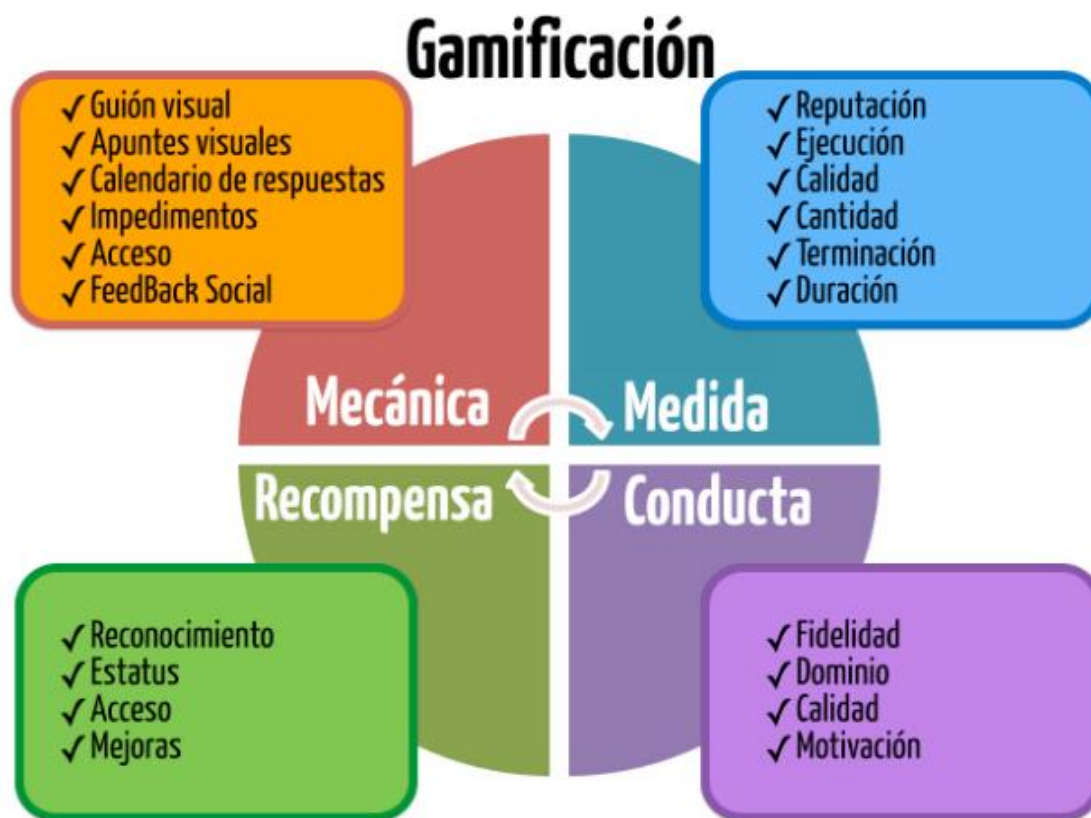 Gamificación
✓ Guión visual
✓ Apuntes visuales
✓ Calendario de respuestas
✓ Impedimentos
✓ Acceso
✓ FeedBack Social
✓ Reputación
✓ Ejecución
✓ Calidad
✓ Cantidad
✓ Terminación
✓ Duración
Mecánica
Medida
Recompensa
Conducta
✓ Reconocimiento
✓ Estatus
✓ Acceso
✓ Mejoras
✓ Fidelidad
✓ Dominio
✓ Calidad
✓ Motivación